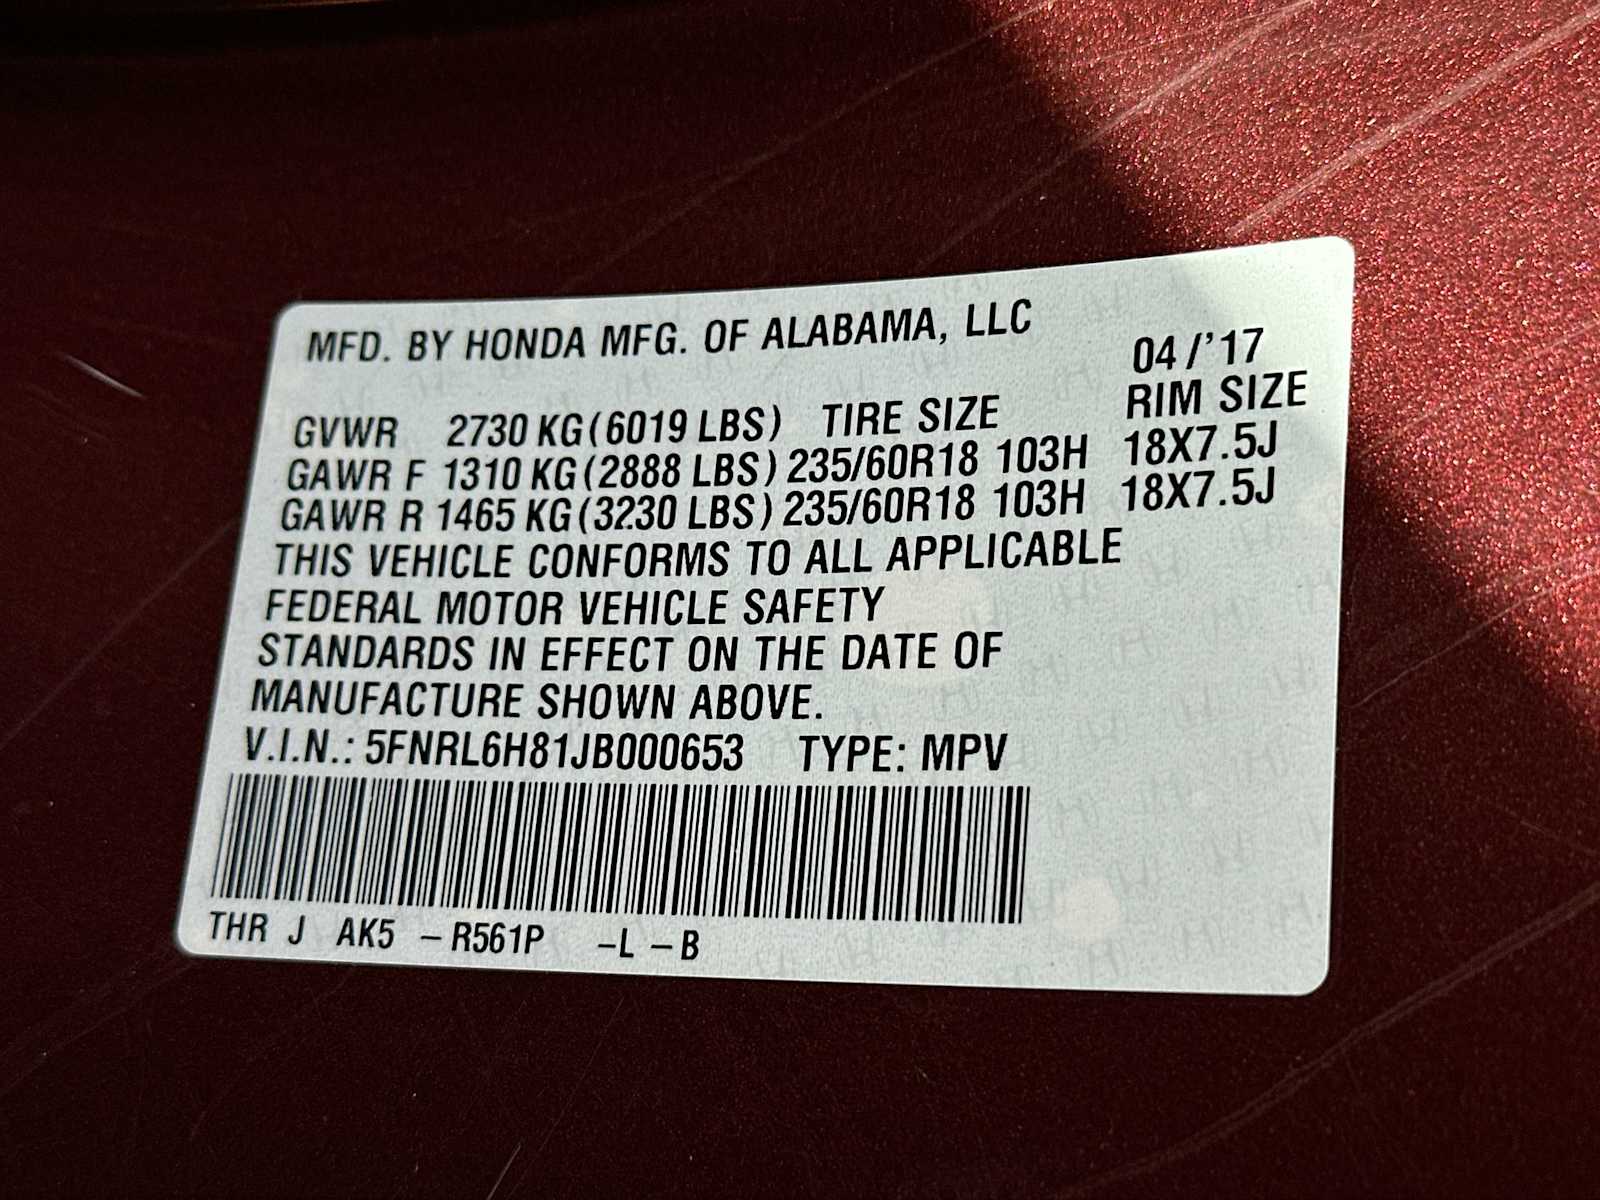 MFD. BY HONDA MFG. OF ALABAMA, LLC
04/'17
GVWR 2730 KG(6019 LBS) TIRE SIZE RIM SIZE
GAWR F 1310 KG(2888 LBS) 235/60R18 103H 18X7.5J
GAWR R 1465 KG(3230 LBS) 235/60R18 103H 18X7.5J
THIS VEHICLE CONFORMS TO ALL APPLICABLE
FEDERAL MOTOR VEHICLE SAFETY
STANDARDS IN EFFECT ON THE DATE OF
MANUFACTURE SHOWN ABOVE.
V.I.N.: 5FNRL6H81JB000653 TYPE: MPV
THR J AK5 -R561P -L -B